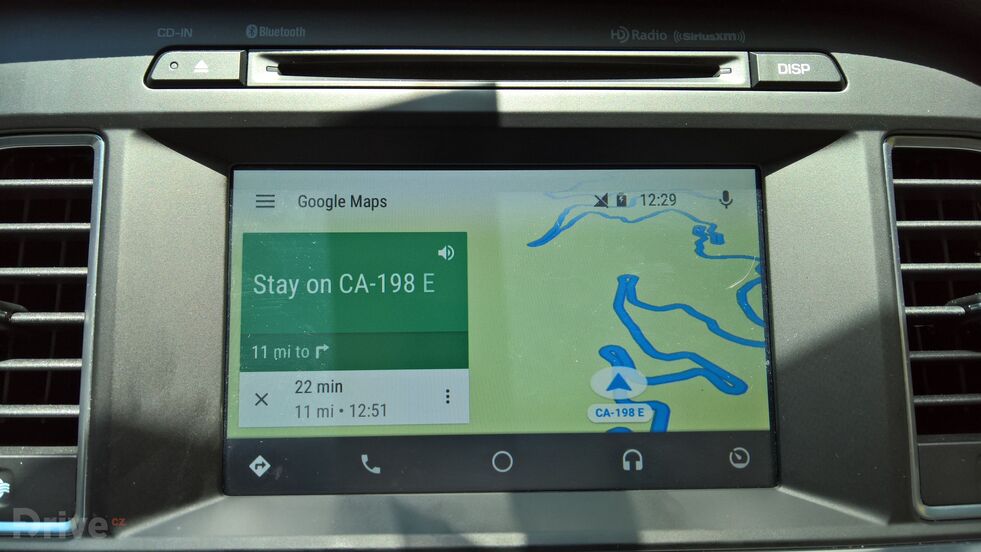 CD-IN
Bluetooth
HD Radio ((SiriusXM))
DISP
Google Maps
12:29
Stay on CA-198 E
11 mi to
22 min
11 mi • 12:51
CA-198 E
Drive.cz